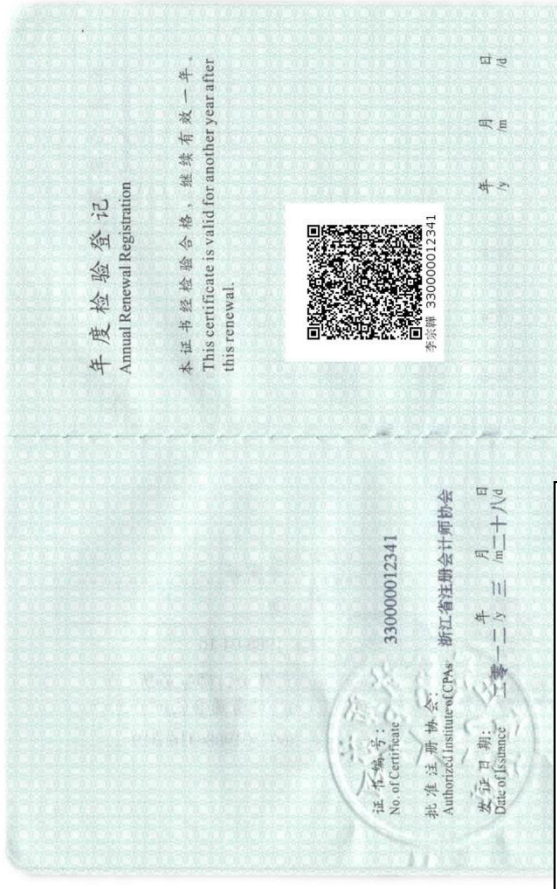 年度检验登记
Annual Renewal Registration
本证书经检验合格，继续有效一年。
This certificate is valid for another year after
this renewal.
李宗韡 330000012341
年 月 日
/y /m /d
证书编号：
No. of Certificate
330000012341
批准注册协会：
Authorized Institute of CPAs
浙江省注册会计师协会
发证日期：
Date of Issuance
二零一二 年 /y 三 月 /m 二十八 日 /d